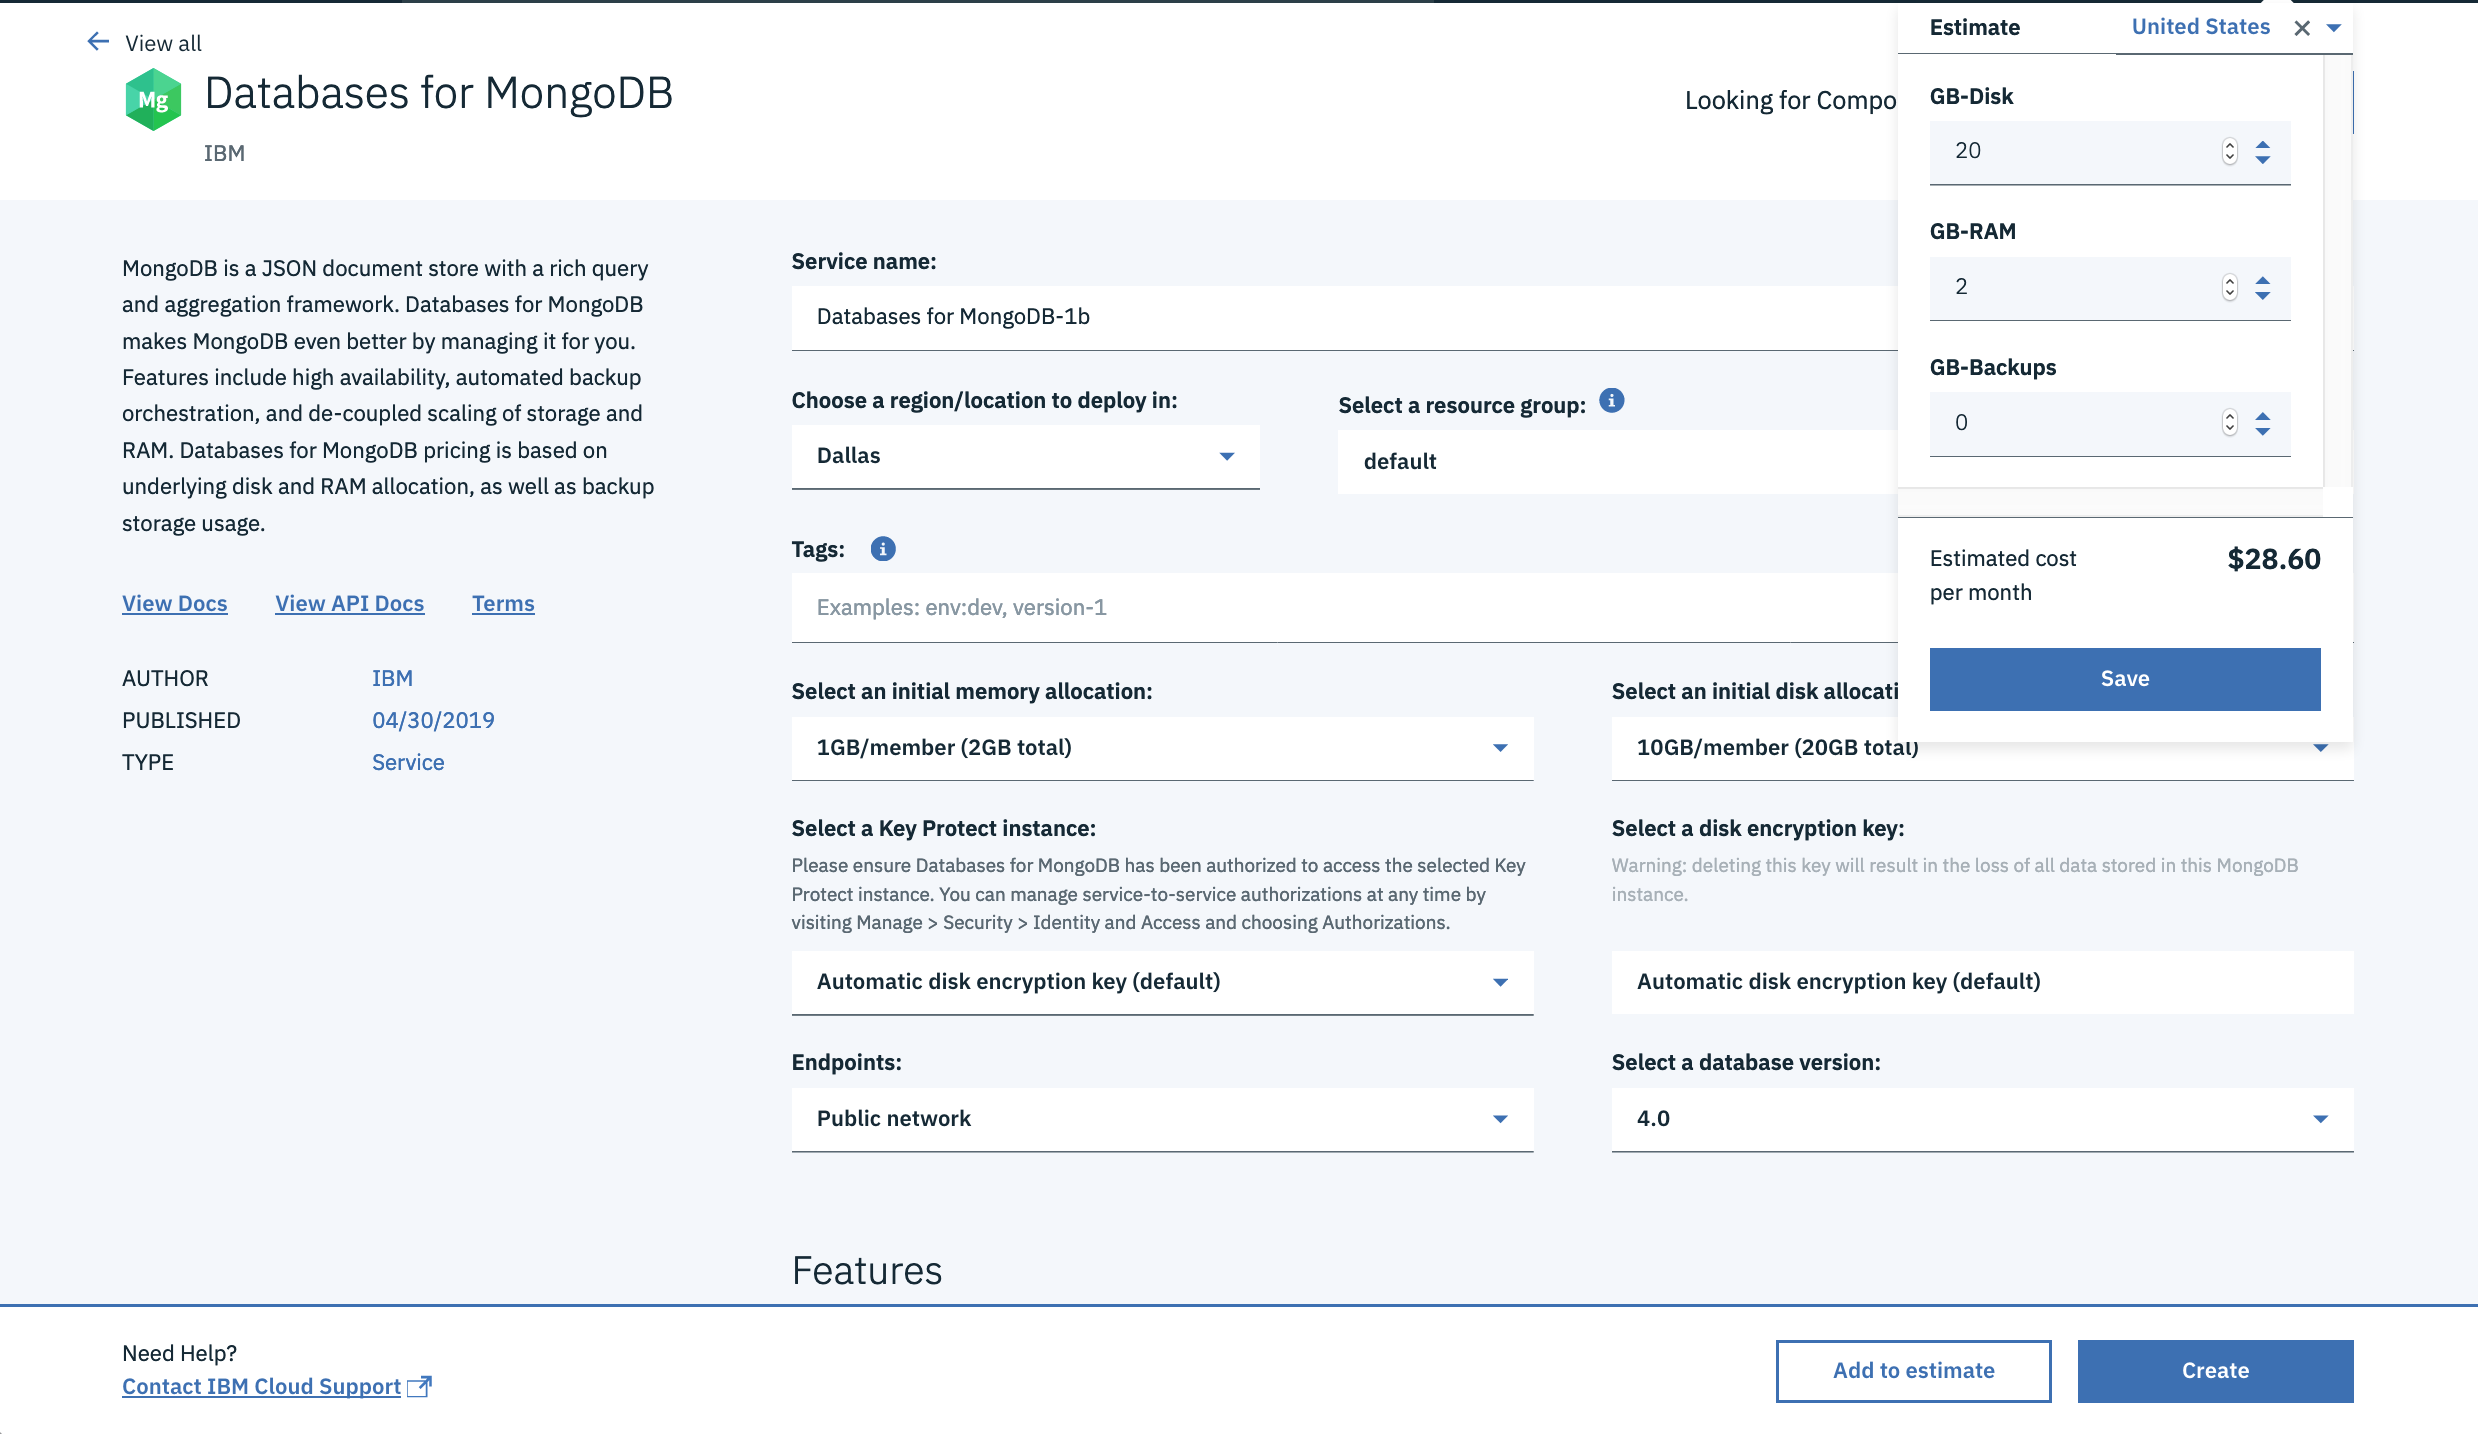 View all
Mg
Databases for MongoDB
IBM
Looking for Compo
MongoDB is a JSON document store with a rich query
and aggregation framework. Databases for MongoDB
makes MongoDB even better by managing it for you.
Features include high availability, automated backup
orchestration, and de-coupled scaling of storage and
RAM. Databases for MongoDB pricing is based on
underlying disk and RAM allocation, as well as backup
storage usage.
View Docs View API Docs Terms
AUTHOR IBM
PUBLISHED 04/30/2019
TYPE Service
Service name:
Databases for MongoDB-1b
Choose a region/location to deploy in:
Dallas
Select a resource group:
default
Tags:
Examples: env:dev, version-1
Select an initial memory allocation:
1GB/member (2GB total)
Select an initial disk allocati
10GB/member (20GB total)
Select a Key Protect instance:
Please ensure Databases for MongoDB has been authorized to access the selected Key
Protect instance. You can manage service-to-service authorizations at any time by
visiting Manage > Security > Identity and Access and choosing Authorizations.
Automatic disk encryption key (default)
Select a disk encryption key:
Warning: deleting this key will result in the loss of all data stored in this MongoDB
instance.
Automatic disk encryption key (default)
Endpoints:
Public network
Select a database version:
4.0
Features
Estimate United States
GB-Disk
20
GB-RAM
2
GB-Backups
0
Estimated cost
per month
$28.60
Save
Need Help?
Contact IBM Cloud Support
Add to estimate
Create